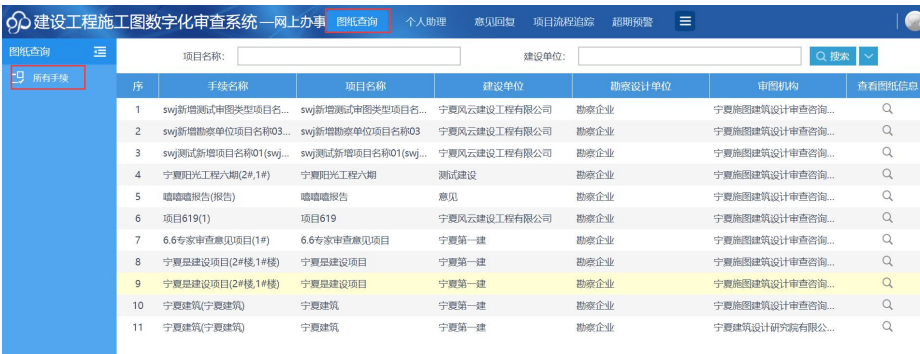 建设工程施工图数字化审查系统—网上办事 图纸查询 个人助理 意见回复 项目流程追踪 超期预警
图纸查询 项目名称: 建设单位: 搜索
所有手续
序 手续名称 项目名称 建设单位 勘察设计单位 审图机构 查看图纸信息
1 swj新增测试审图类型项目名... swj新增测试审图类型项目名... 宁夏风云建设工程有限公司 勘察企业 宁夏施图建筑设计审查咨询...
2 swj新增勘察单位项目名称03... swj新增勘察单位项目名称03 宁夏风云建设工程有限公司 勘察企业 宁夏施图建筑设计审查咨询...
3 swj测试新增项目名称01(swj... swj测试新增项目名称01(swj... 宁夏风云建设工程有限公司 勘察企业 宁夏施图建筑设计审查咨询...
4 宁夏阳光工程六期(2#,1#) 宁夏阳光工程六期 测试建设 勘察企业 宁夏施图建筑设计审查咨询...
5 嘻嘻嘻报告(报告) 嘻嘻嘻报告 意见 勘察企业 宁夏施图建筑设计审查咨询...
6 项目619(1) 项目619 宁夏风云建设工程有限公司 勘察企业 宁夏施图建筑设计审查咨询...
7 6.6专家审查意见项目(1#) 6.6专家审查意见项目 宁夏第一建 勘察企业 宁夏施图建筑设计审查咨询...
8 宁夏是建设项目(2#楼,1#楼) 宁夏是建设项目 宁夏第一建 勘察企业 宁夏施图建筑设计审查咨询...
9 宁夏是建设项目(2#楼,1#楼) 宁夏是建设项目 宁夏第一建 勘察企业 宁夏施图建筑设计审查咨询...
10 宁夏建筑(宁夏建筑) 宁夏建筑 宁夏第一建 勘察企业 宁夏施图建筑设计审查咨询...
11 宁夏建筑(宁夏建筑) 宁夏建筑 宁夏第一建 勘察企业 宁夏建筑设计研究院有限公...